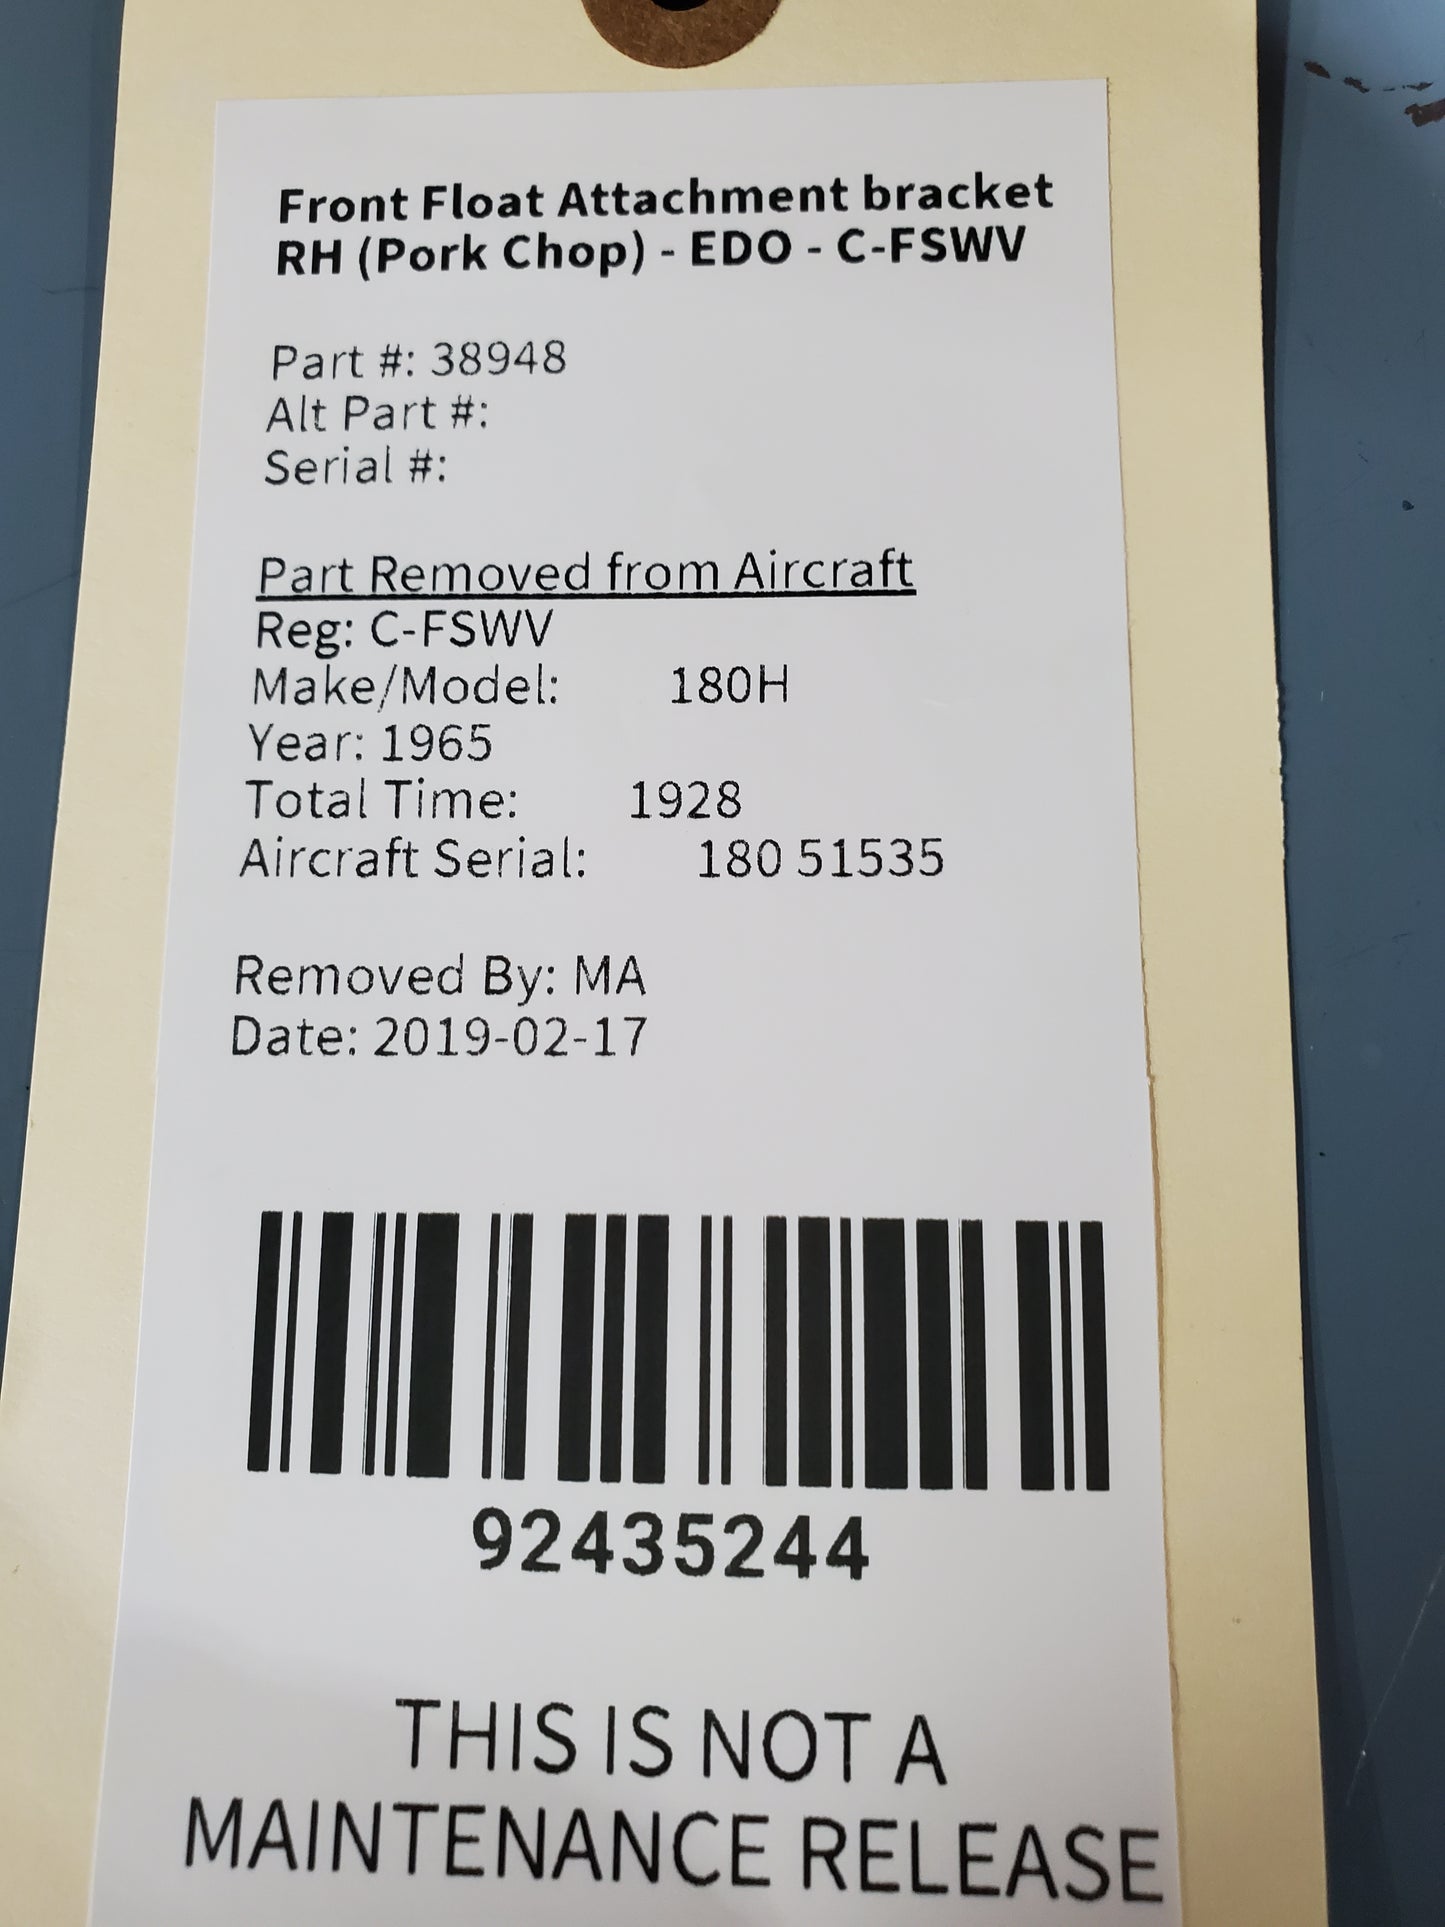 Front Float Attachment bracket
RH (Pork Chop) - EDO - C-FSWV
Part #: 38948
Alt Part #:
Serial #:
Part Removed from Aircraft
Reg: C-FSWV
Make/Model: 180H
Year: 1965
Total Time: 1928
Aircraft Serial: 180 51535
Removed By: MA
Date: 2019-02-17
92435244
THIS IS NOT A
MAINTENANCE RELEASE